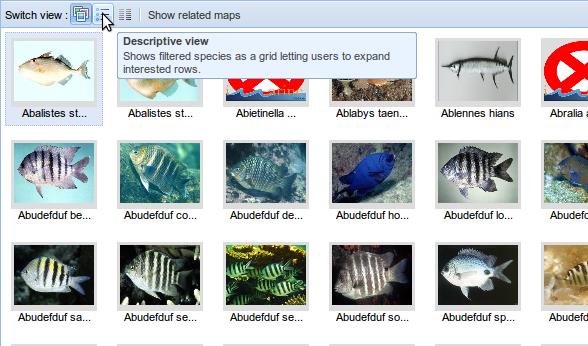 Switch view :
Show related maps
Descriptive view
Shows filtered species as a grid letting users to expand
interested rows.
Abalistes st...
Abalistes st...
Abietinella ...
Ablabys taen...
Ablennes hians
Abralia a
Abudefduf be...
Abudefduf co...
Abudefduf de...
Abudefduf ho...
Abudefduf lo...
Abudefd
Abudefduf sa...
Abudefduf se...
Abudefduf se...
Abudefduf so...
Abudefduf sp...
Abudefd